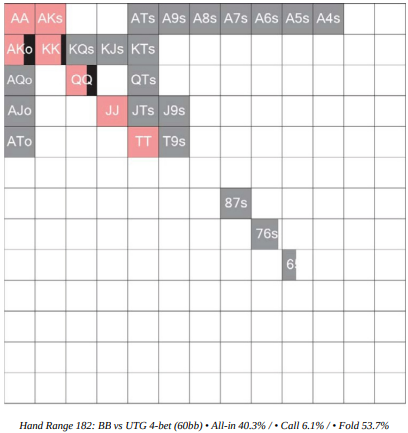 AA AKs ATs A9s A8s A7s A6s A5s A4s
AKo KK KQs KJs KTs
AQo QQ QTs
AJo JJ JTs J9s
ATo TT T9s
87s
76s
6
Hand Range 182: BB vs UTG 4-bet (60bb) • All-in 40.3% / • Call 6.1% / • Fold 53.7%